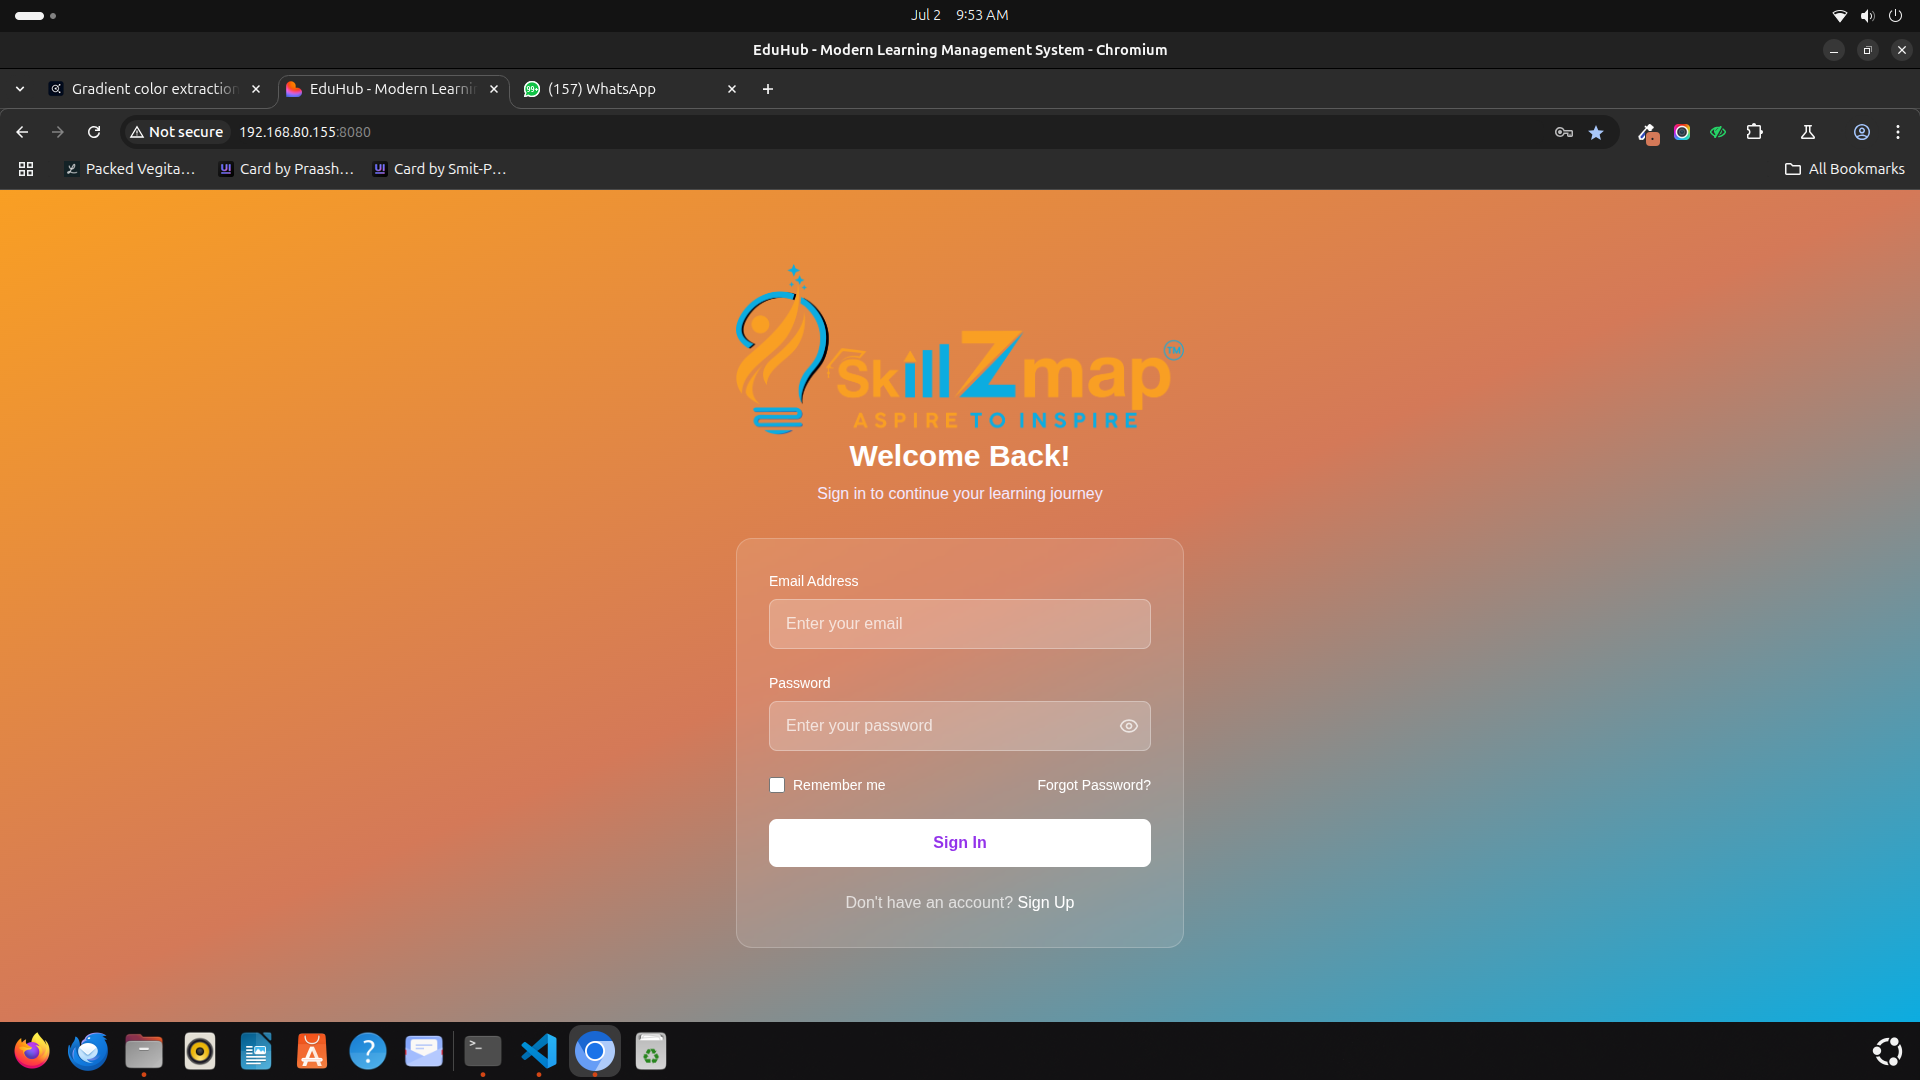 Jul 2 9:53 AM
EduHub - Modern Learning Management System - Chromium
Gradient color extraction
EduHub - Modern Learni
(157) WhatsApp
Not secure 192.168.80.155:8080
Packed Vegita…
Card by Praash…
Card by Smit-P…
All Bookmarks
SkillZmap TM
ASPIRE TO INSPIRE
Welcome Back!
Sign in to continue your learning journey
Email Address
Enter your email
Password
Enter your password
Remember me
Forgot Password?
Sign In
Don't have an account? Sign Up